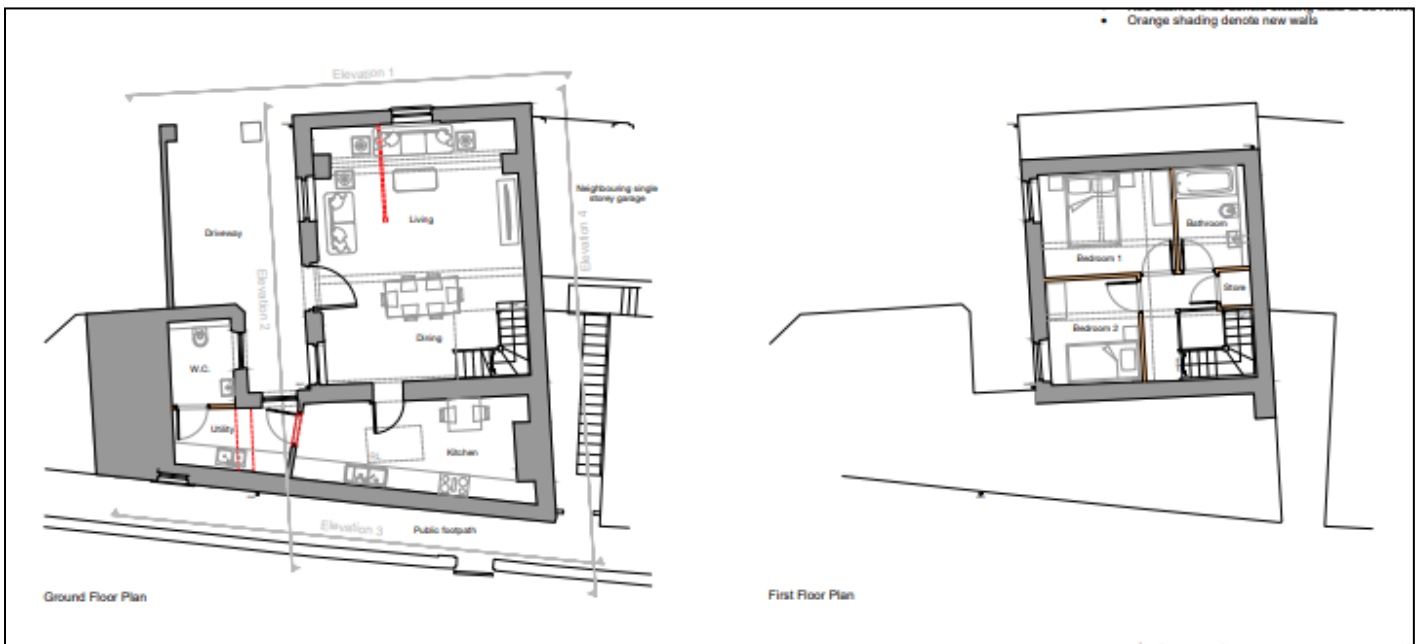 Orange shading denote new walls
Elevation 1
Neighbouring single
storey garage
Living
Driveway
Elevation 4
Elevation 2
Dining
W.C.
Utility
Kitchen
Elevation 3
Public footpath
Ground Floor Plan
Bathroom
Bedroom 1
Store
Bedroom 2
First Floor Plan